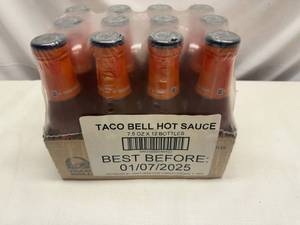 TACO BELL HOT SAUCE
7.5 OZ X 12 BOTTLES
BEST BEFORE:
01/07/2025